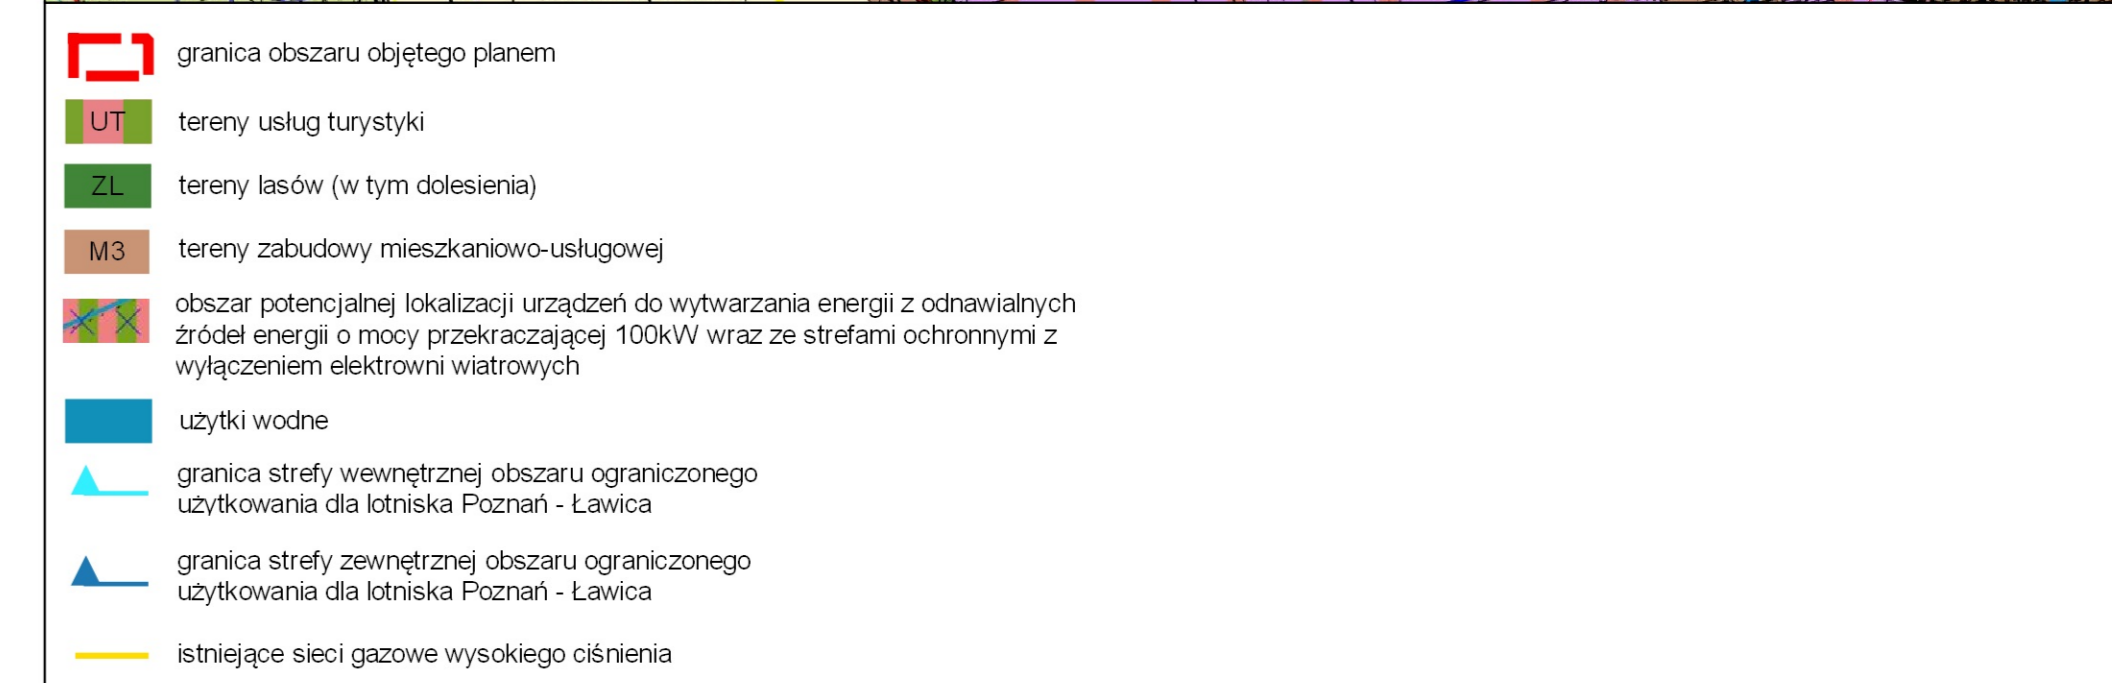 granica obszaru objętego planem
UT tereny usług turystyki
ZL tereny lasów (w tym dolesienia)
M3 tereny zabudowy mieszkaniowo-usługowej
obszar potencjalnej lokalizacji urządzeń do wytwarzania energii z odnawialnych
źródeł energii o mocy przekraczającej 100kW wraz ze strefami ochronnymi z
wyłączeniem elektrowni wiatrowych
użytki wodne
granica strefy wewnętrznej obszaru ograniczonego
użytkowania dla lotniska Poznań - Ławica
granica strefy zewnętrznej obszaru ograniczonego
użytkowania dla lotniska Poznań - Ławica
istniejące sieci gazowe wysokiego ciśnienia